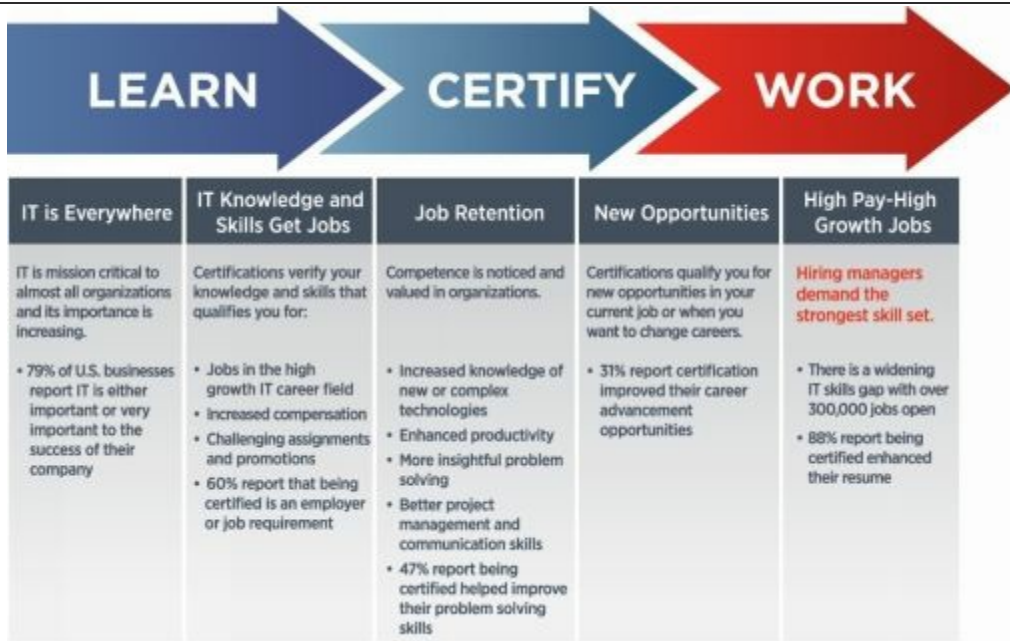 LEARN
CERTIFY
WORK
IT is Everywhere
IT is mission critical to
almost all organizations
and its importance is
increasing.
• 79% of U.S. businesses
report IT is either
important or very
important to the
success of their
company
IT Knowledge and
Skills Get Jobs
Certifications verify your
knowledge and skills that
qualifies you for:
• Jobs in the high
growth IT career field
• Increased compensation
• Challenging assignments
and promotions
• 60% report that being
certified is an employer
or job requirement
Job Retention
Competence is noticed and
valued in organizations.
• Increased knowledge of
new or complex
technologies
• Enhanced productivity
• More insightful problem
solving
• Better project
management and
communication skills
• 47% report being
certified helped improve
their problem solving
skills
New Opportunities
Certifications qualify you for
new opportunities in your
current job or when you
want to change careers.
• 31% report certification
improved their career
advancement
opportunities
High Pay-High
Growth Jobs
Hiring managers
demand the
strongest skill set.
• There is a widening
IT skills gap with over
300,000 jobs open
• 88% report being
certified enhanced
their resume